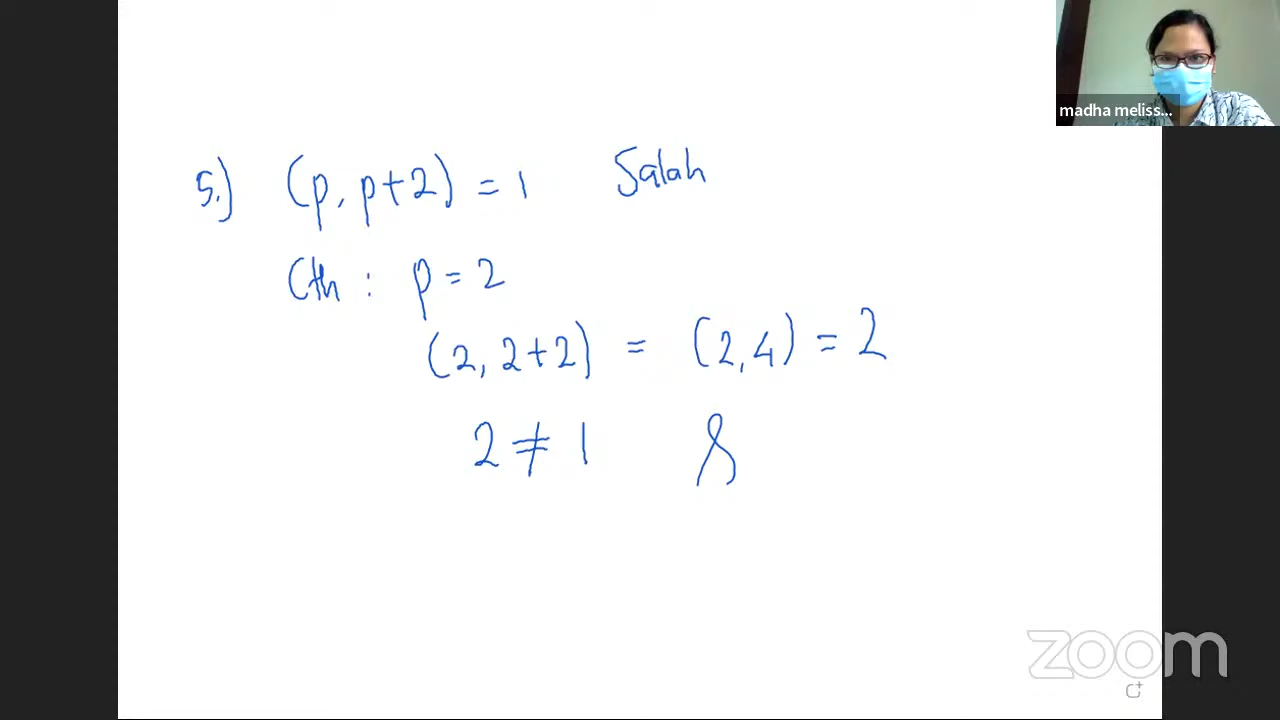 madha meliss...
5.) (p, p+2) = 1 Salah
Cth : p = 2
(2, 2+2) = (2,4) = 2
2 ≠ 1
zoom